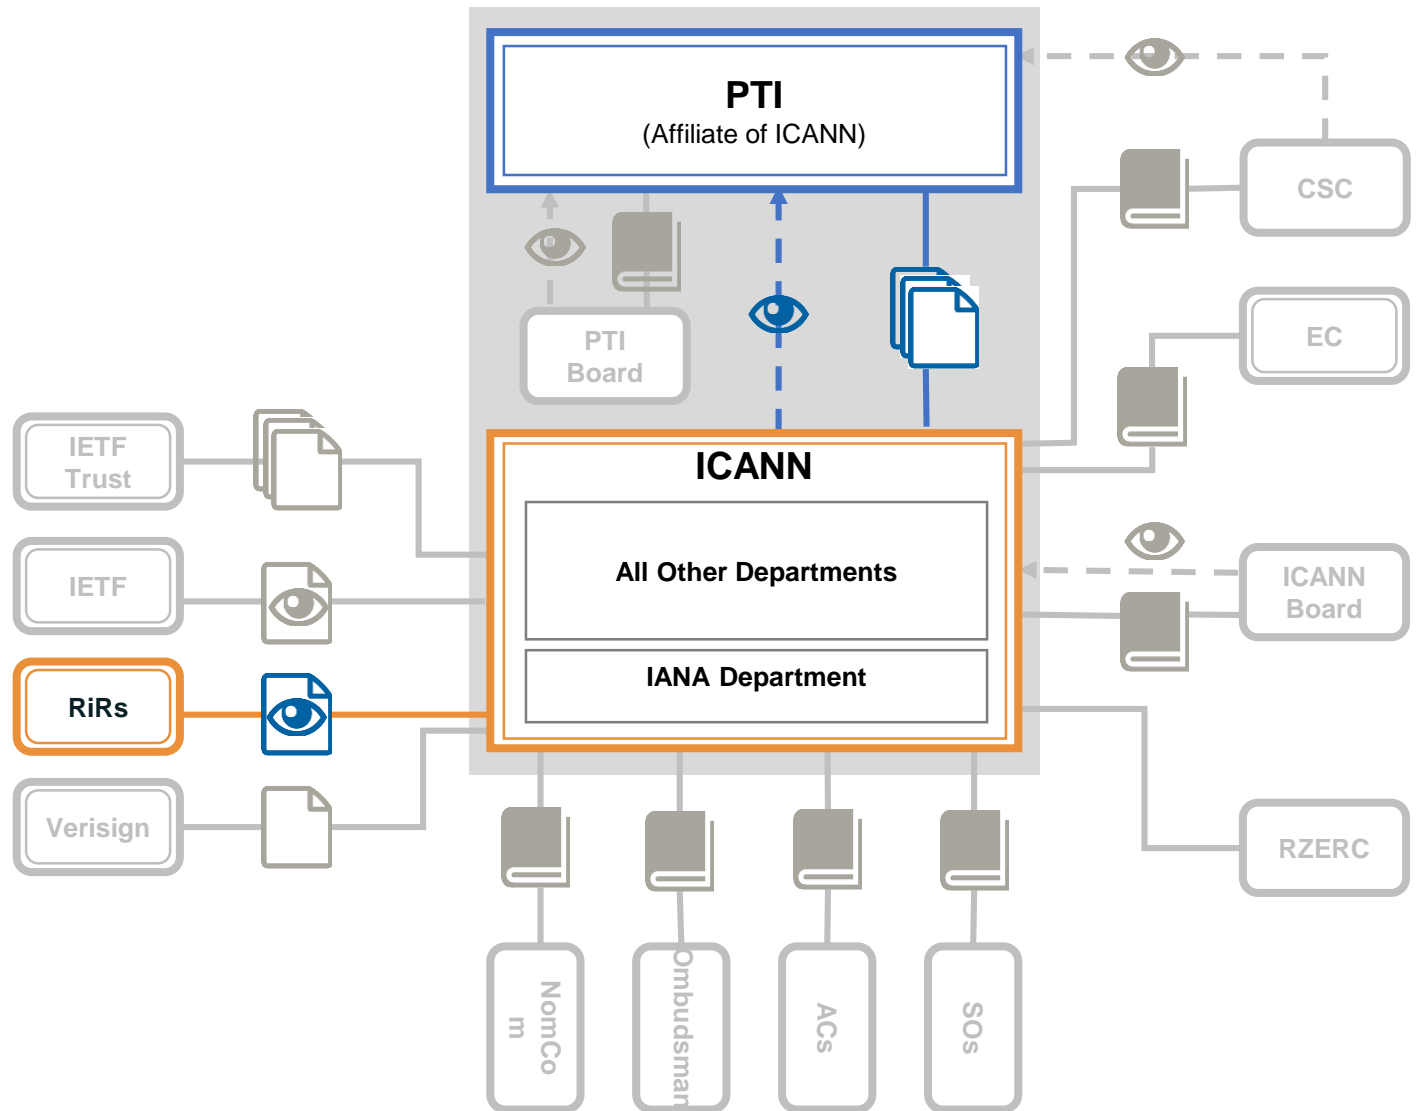 PTI
(Affiliate of ICANN)
CSC
PTI
Board
EC
IETF
Trust
ICANN
All Other Departments
IETF
ICANN
Board
IANA Department
RiRs
Verisign
RZERC
NomCo
m
Ombudsman
ACs
SOs